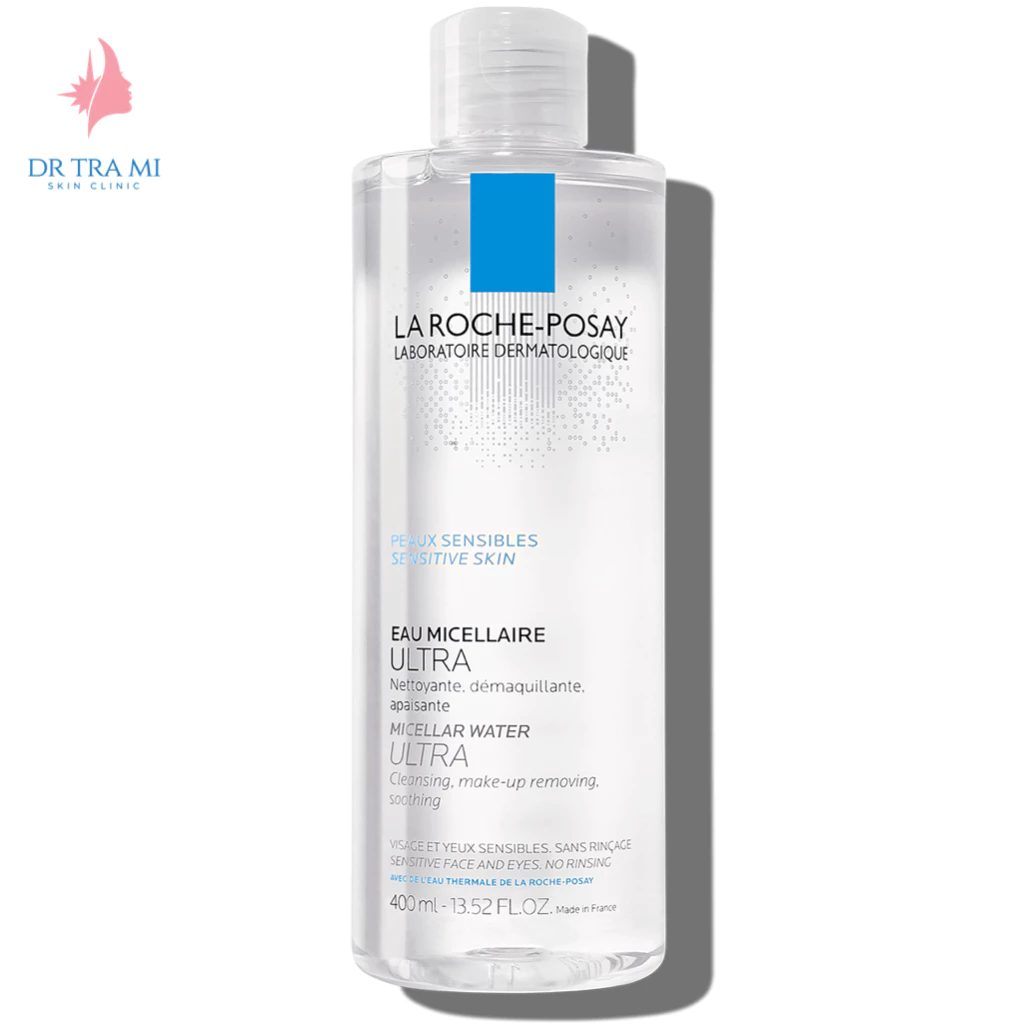 DR TRA MI
SKIN CLINIC
LA ROCHE-POSAY
LABORATOIRE DERMATOLOGIQUE
PEAUX SENSIBLES
SENSITIVE SKIN
EAU MICELLAIRE
ULTRA
Nettoyante, démaquillante,
apaisante
MICELLAR WATER
ULTRA
Cleansing, make-up removing,
soothing
VISAGE ET YEUX SENSIBLES. SANS RINÇAGE
SENSITIVE FACE AND EYES. NO RINSING
AVEC DE L'EAU THERMALE DE LA ROCHE-POSAY
400 ml - 13.52 FL.OZ. Made in France